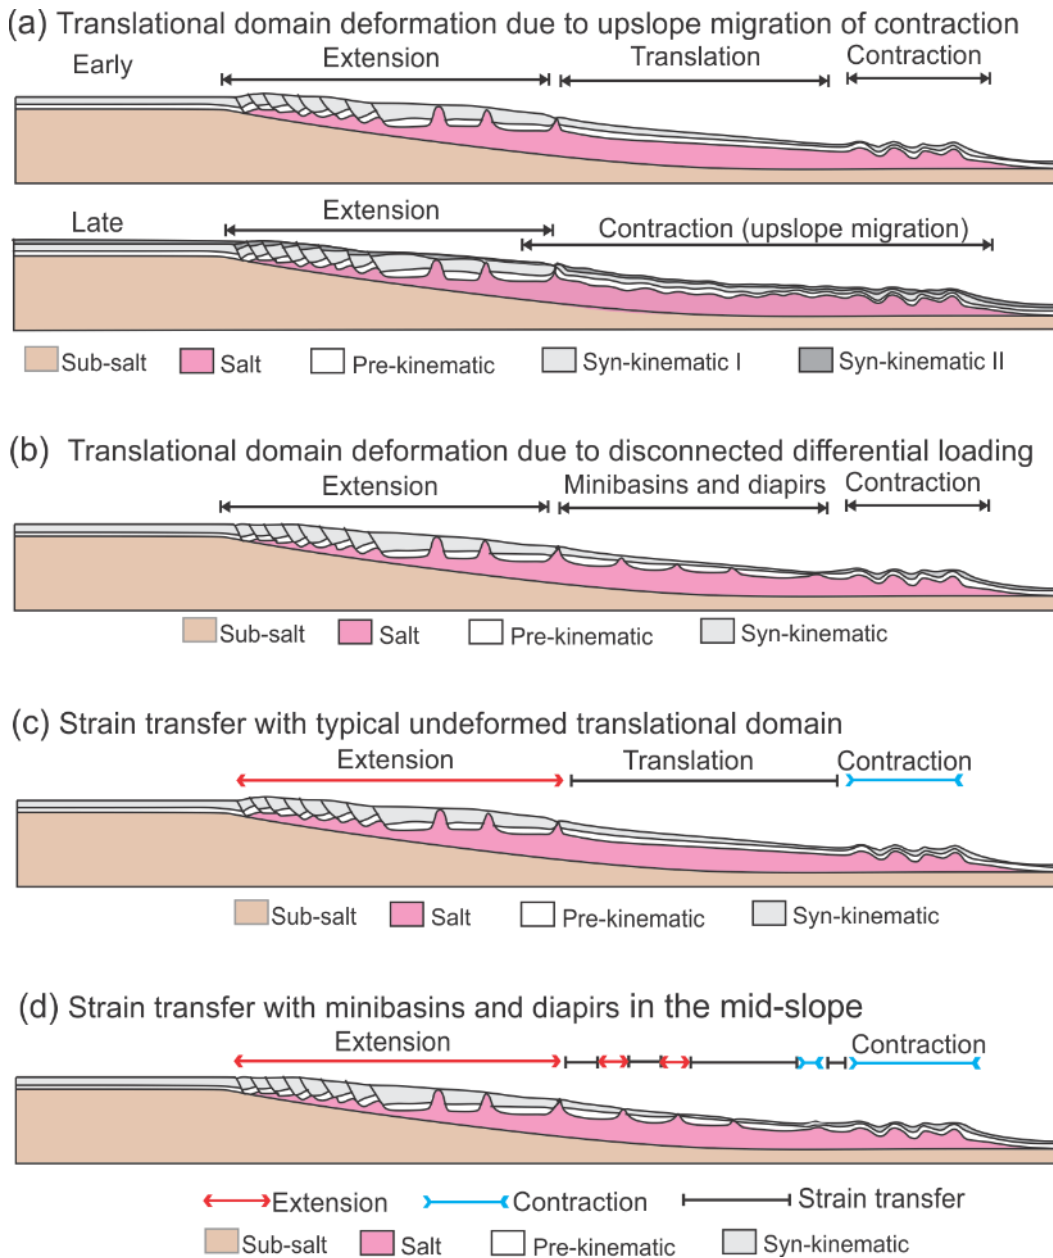 (a) Translational domain deformation due to upslope migration of contraction
Early Extension Translation Contraction
Late Extension Contraction (upslope migration)
Sub-salt Salt Pre-kinematic Syn-kinematic I Syn-kinematic II
(b) Translational domain deformation due to disconnected differential loading
Extension Minibasins and diapirs Contraction
Sub-salt Salt Pre-kinematic Syn-kinematic
(c) Strain transfer with typical undeformed translational domain
Extension Translation Contraction
Sub-salt Salt Pre-kinematic Syn-kinematic
(d) Strain transfer with minibasins and diapirs in the mid-slope
Extension Contraction
Extension Contraction Strain transfer
Sub-salt Salt Pre-kinematic Syn-kinematic